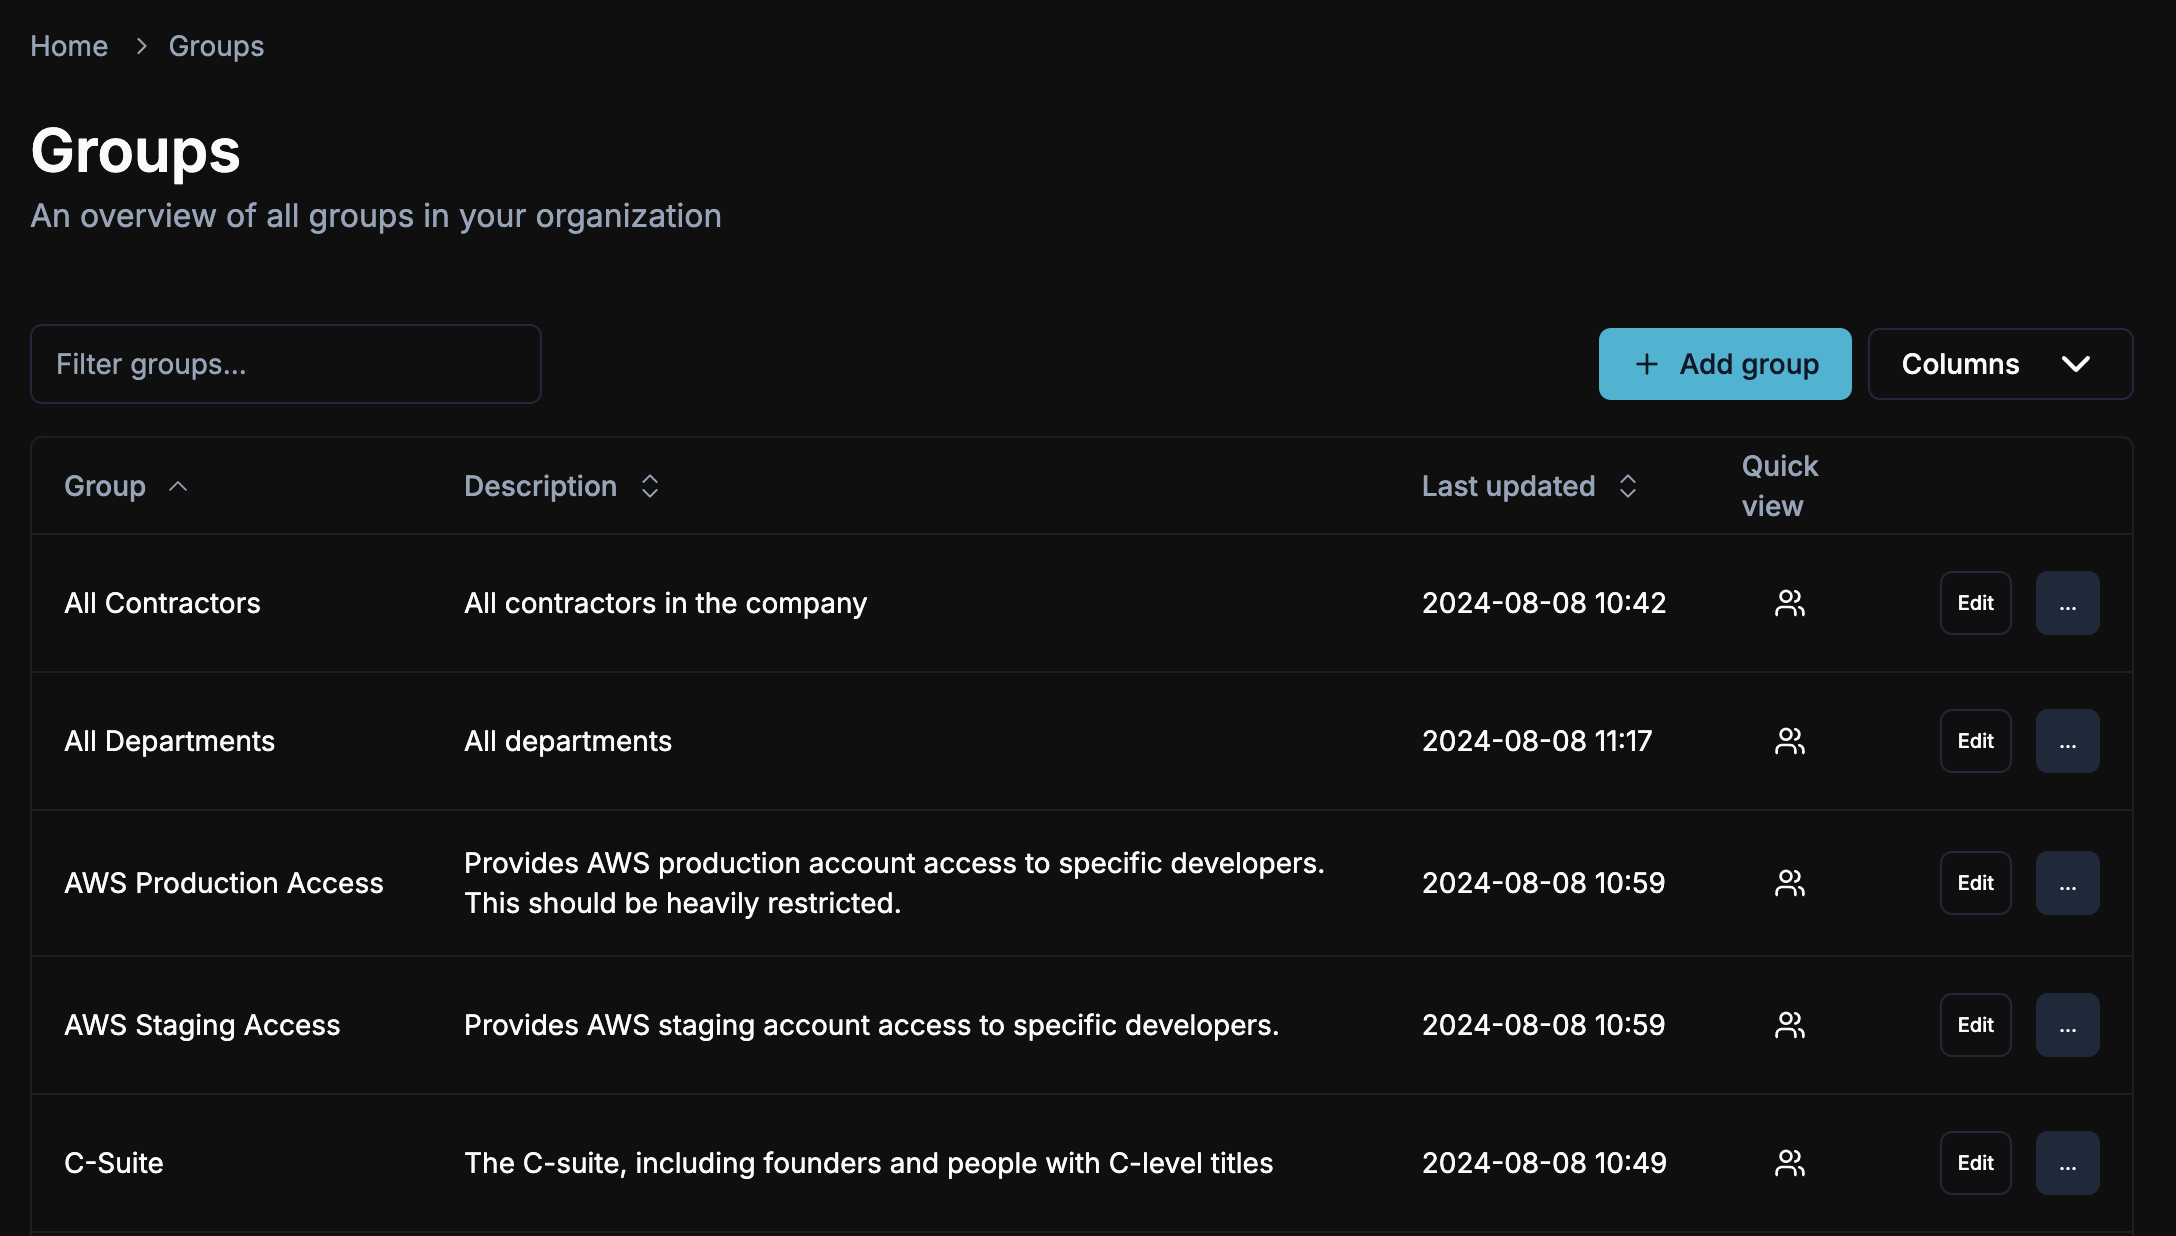 Home > Groups
Groups
An overview of all groups in your organization
Filter groups...
+ Add group
Columns
Group
Description
Last updated
Quick
view
All Contractors
All contractors in the company
2024-08-08 10:42
Edit
...
All Departments
All departments
2024-08-08 11:17
Edit
...
AWS Production Access
Provides AWS production account access to specific developers.
This should be heavily restricted.
2024-08-08 10:59
Edit
...
AWS Staging Access
Provides AWS staging account access to specific developers.
2024-08-08 10:59
Edit
...
C-Suite
The C-suite, including founders and people with C-level titles
2024-08-08 10:49
Edit
...